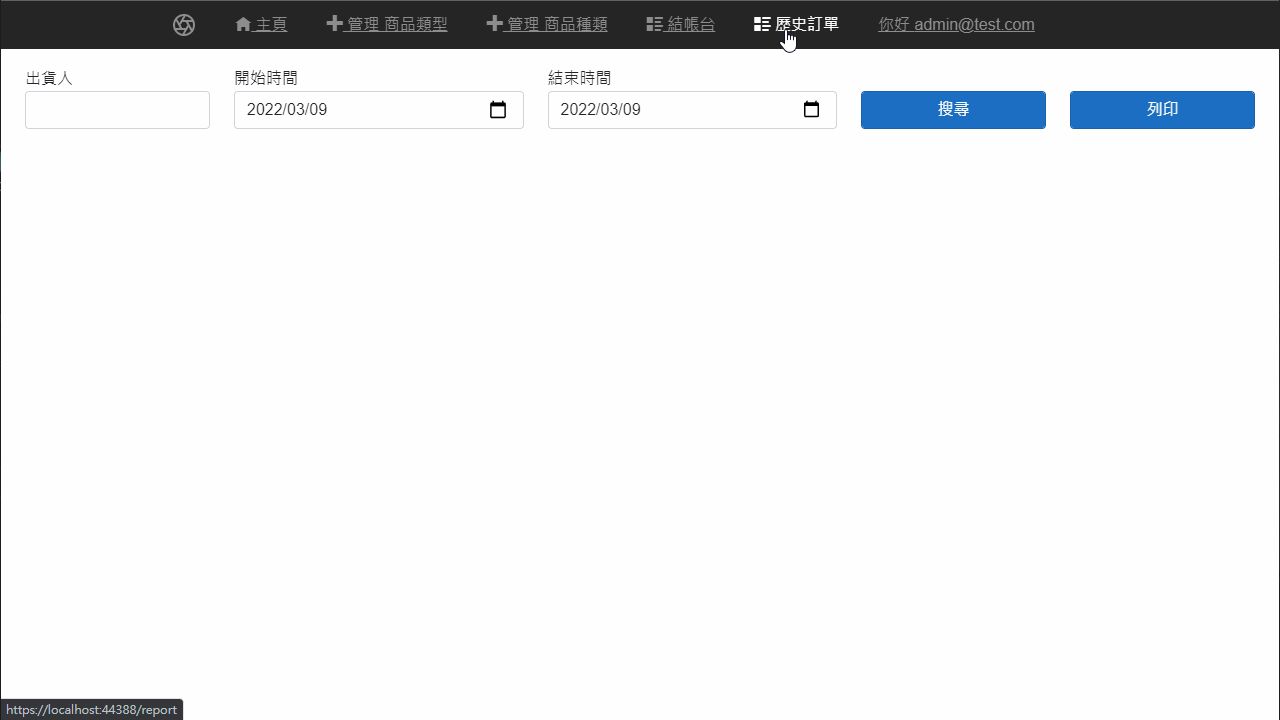 主頁 管理 商品類型 管理 商品種類 結帳台 歷史訂單 你好 admin@test.com
出貨人 開始時間 結束時間
2022/03/09 2022/03/09 搜尋 列印
https://localhost:44388/report